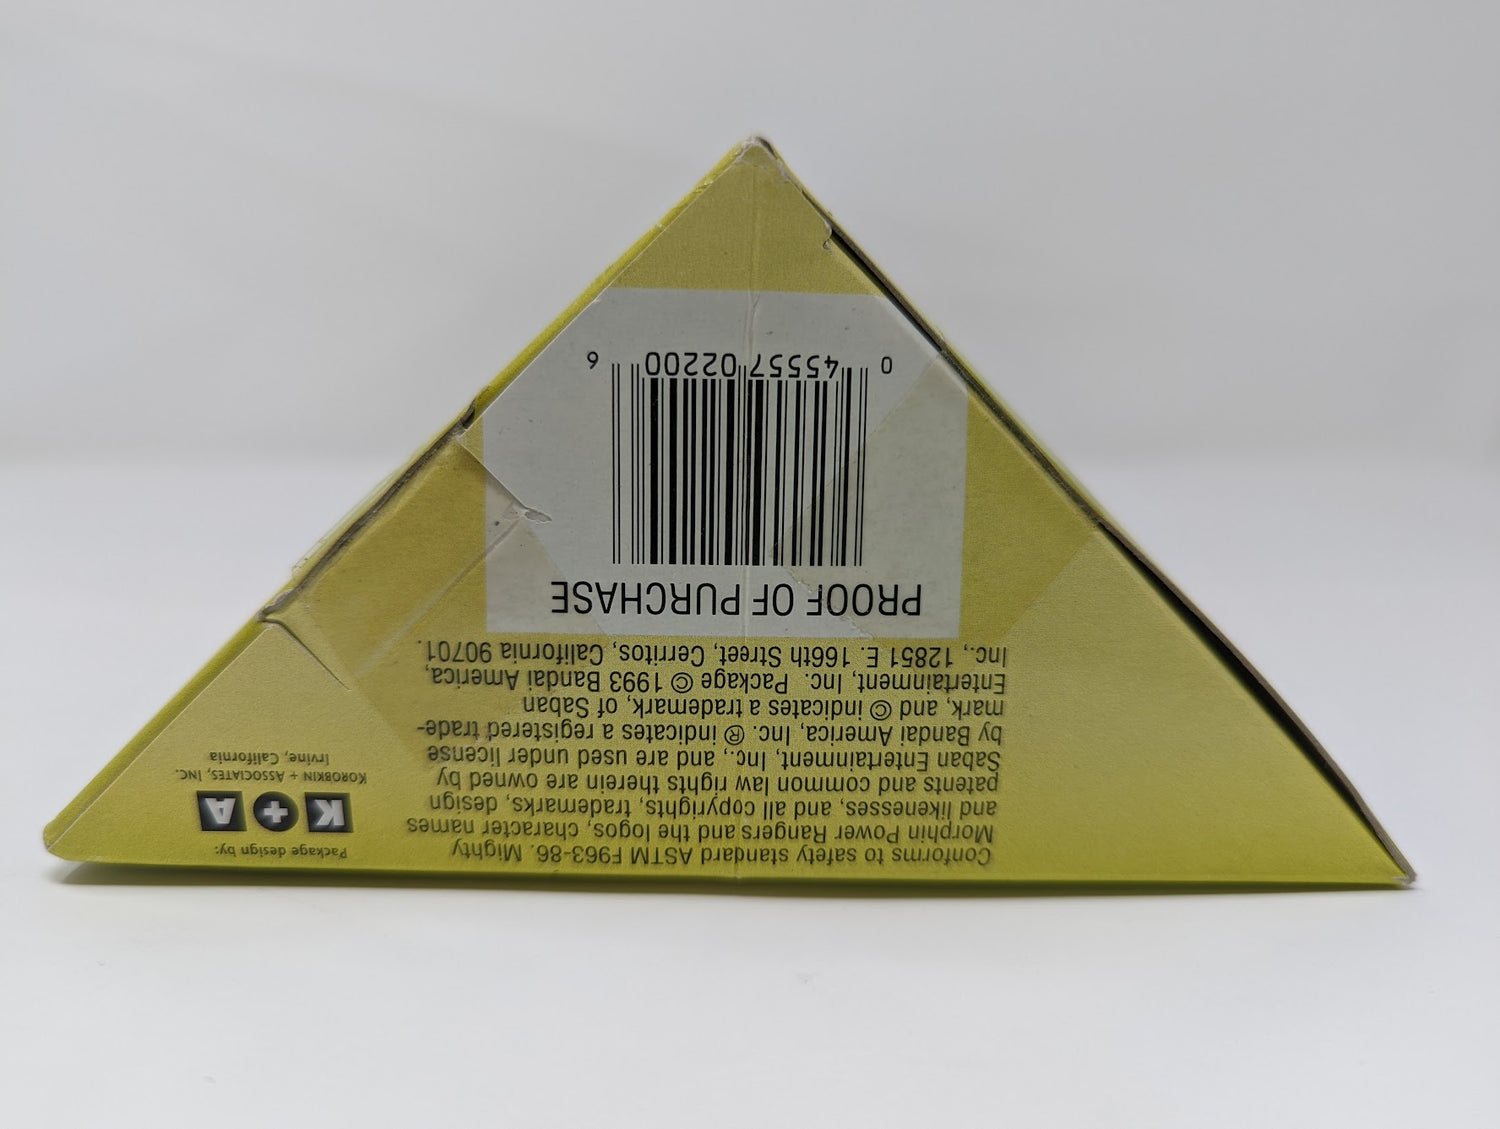 Package design by:
K+A
KOROBKIN + ASSOCIATES, INC.
Irvine, California
Conforms to safety standard ASTM F963-86. Mighty
Morphin Power Rangers and the logos, character names
and likenesses, and all copyrights, trademarks, design
patents and common law rights therein are owned by
Saban Entertainment, Inc., and are used under license
by Bandai America, Inc. ® indicates a registered trade-
mark, and © indicates a trademark, of Saban
Entertainment, Inc. Package © 1993 Bandai America,
Inc., 12851 E. 166th Street, Cerritos, California 90701.
PROOF OF PURCHASE
0 45557 02200 6